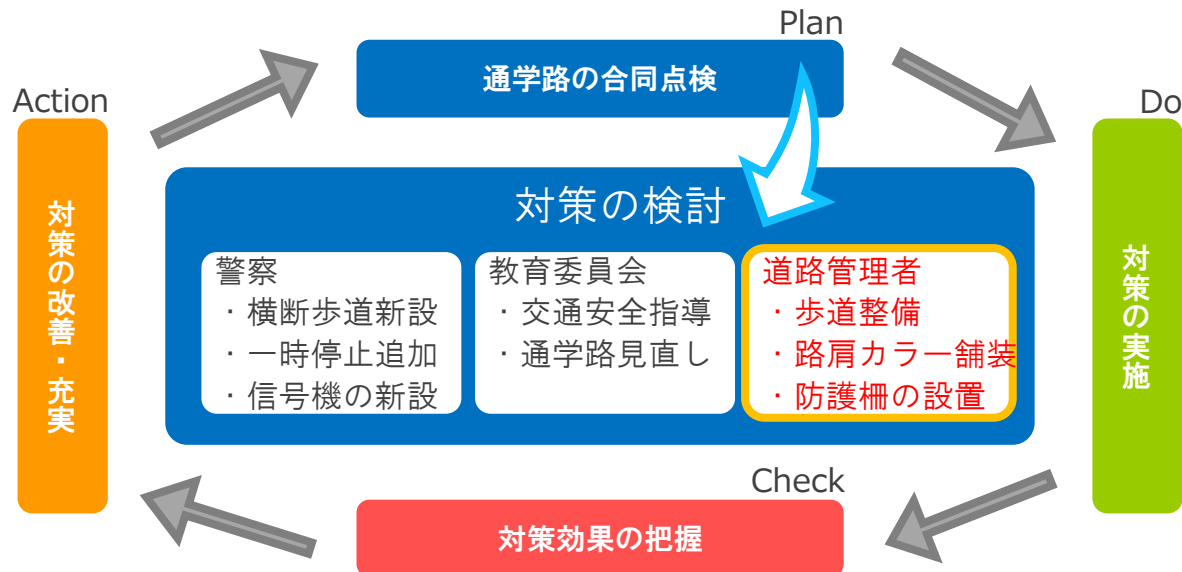 Plan
通学路の合同点検
Action
Do
対策の改善・充実
対策の検討
警察
・横断歩道新設
・一時停止追加
・信号機の新設
教育委員会
・交通安全指導
・通学路見直し
道路管理者
・歩道整備
・路肩カラー舗装
・防護柵の設置
対策の実施
Check
対策効果の把握